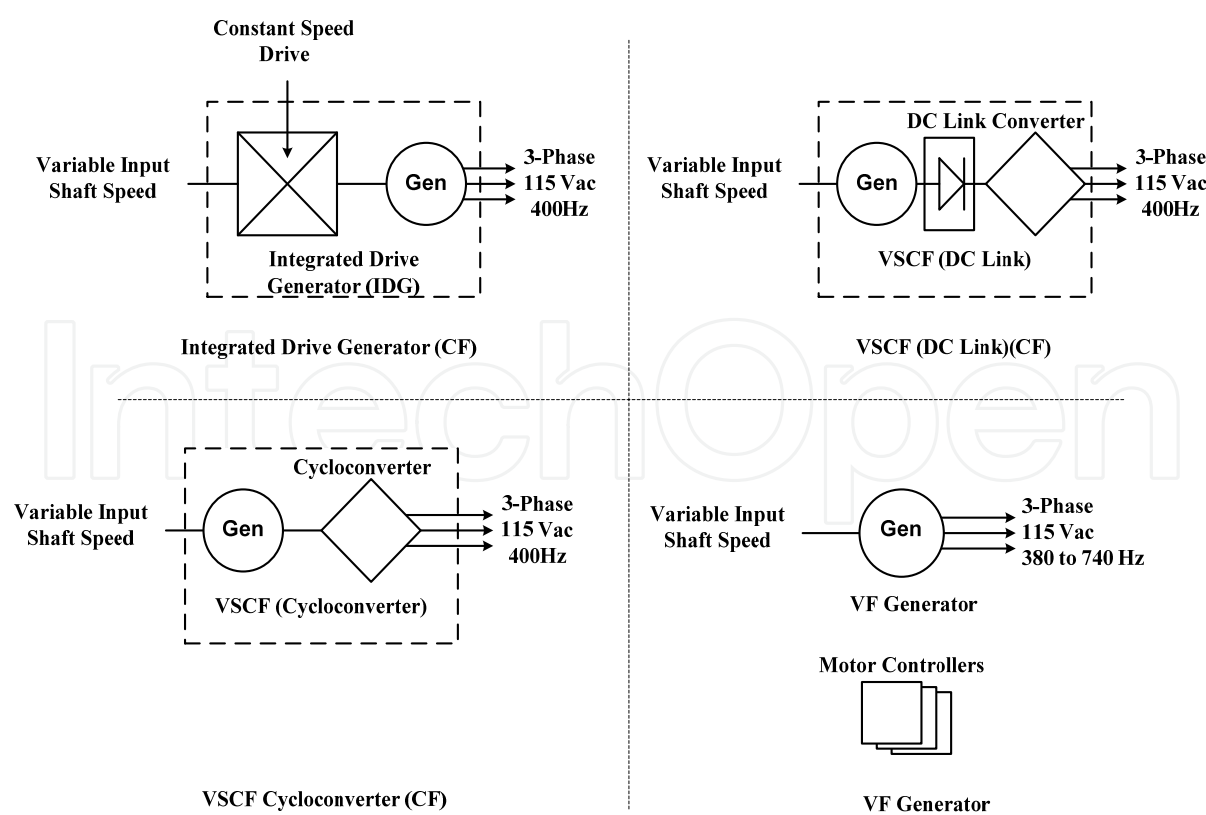 Constant Speed
Drive
Variable Input
Shaft Speed
Gen
3-Phase
115 Vac
400Hz
Integrated Drive
Generator (IDG)
Integrated Drive Generator (CF)
DC Link Converter
Variable Input
Shaft Speed
Gen
3-Phase
115 Vac
400Hz
VSCF (DC Link)
VSCF (DC Link)(CF)
IntechOpen
Cycloconverter
Variable Input
Shaft Speed
Gen
3-Phase
115 Vac
400Hz
VSCF (Cycloconverter)
VSCF Cycloconverter (CF)
Variable Input
Shaft Speed
Gen
3-Phase
115 Vac
380 to 740 Hz
VF Generator
Motor Controllers
VF Generator